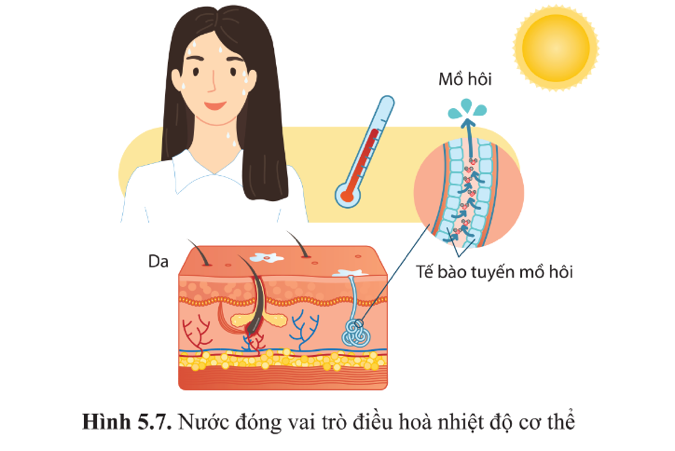 Mồ hôi
Da
Tế bào tuyến mồ hôi
Hình 5.7. Nước đóng vai trò điều hoà nhiệt độ cơ thể